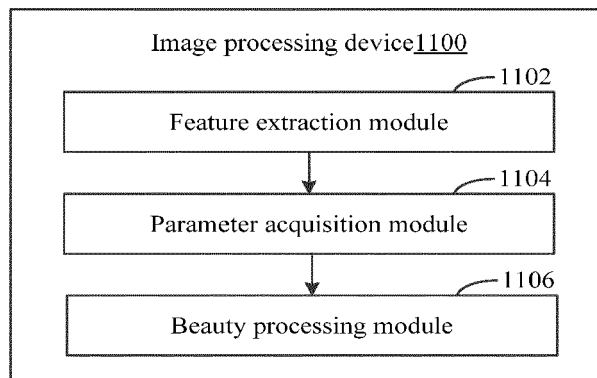 Image processing device1100
1102
Feature extraction module
1104
Parameter acquisition module
1106
Beauty processing module